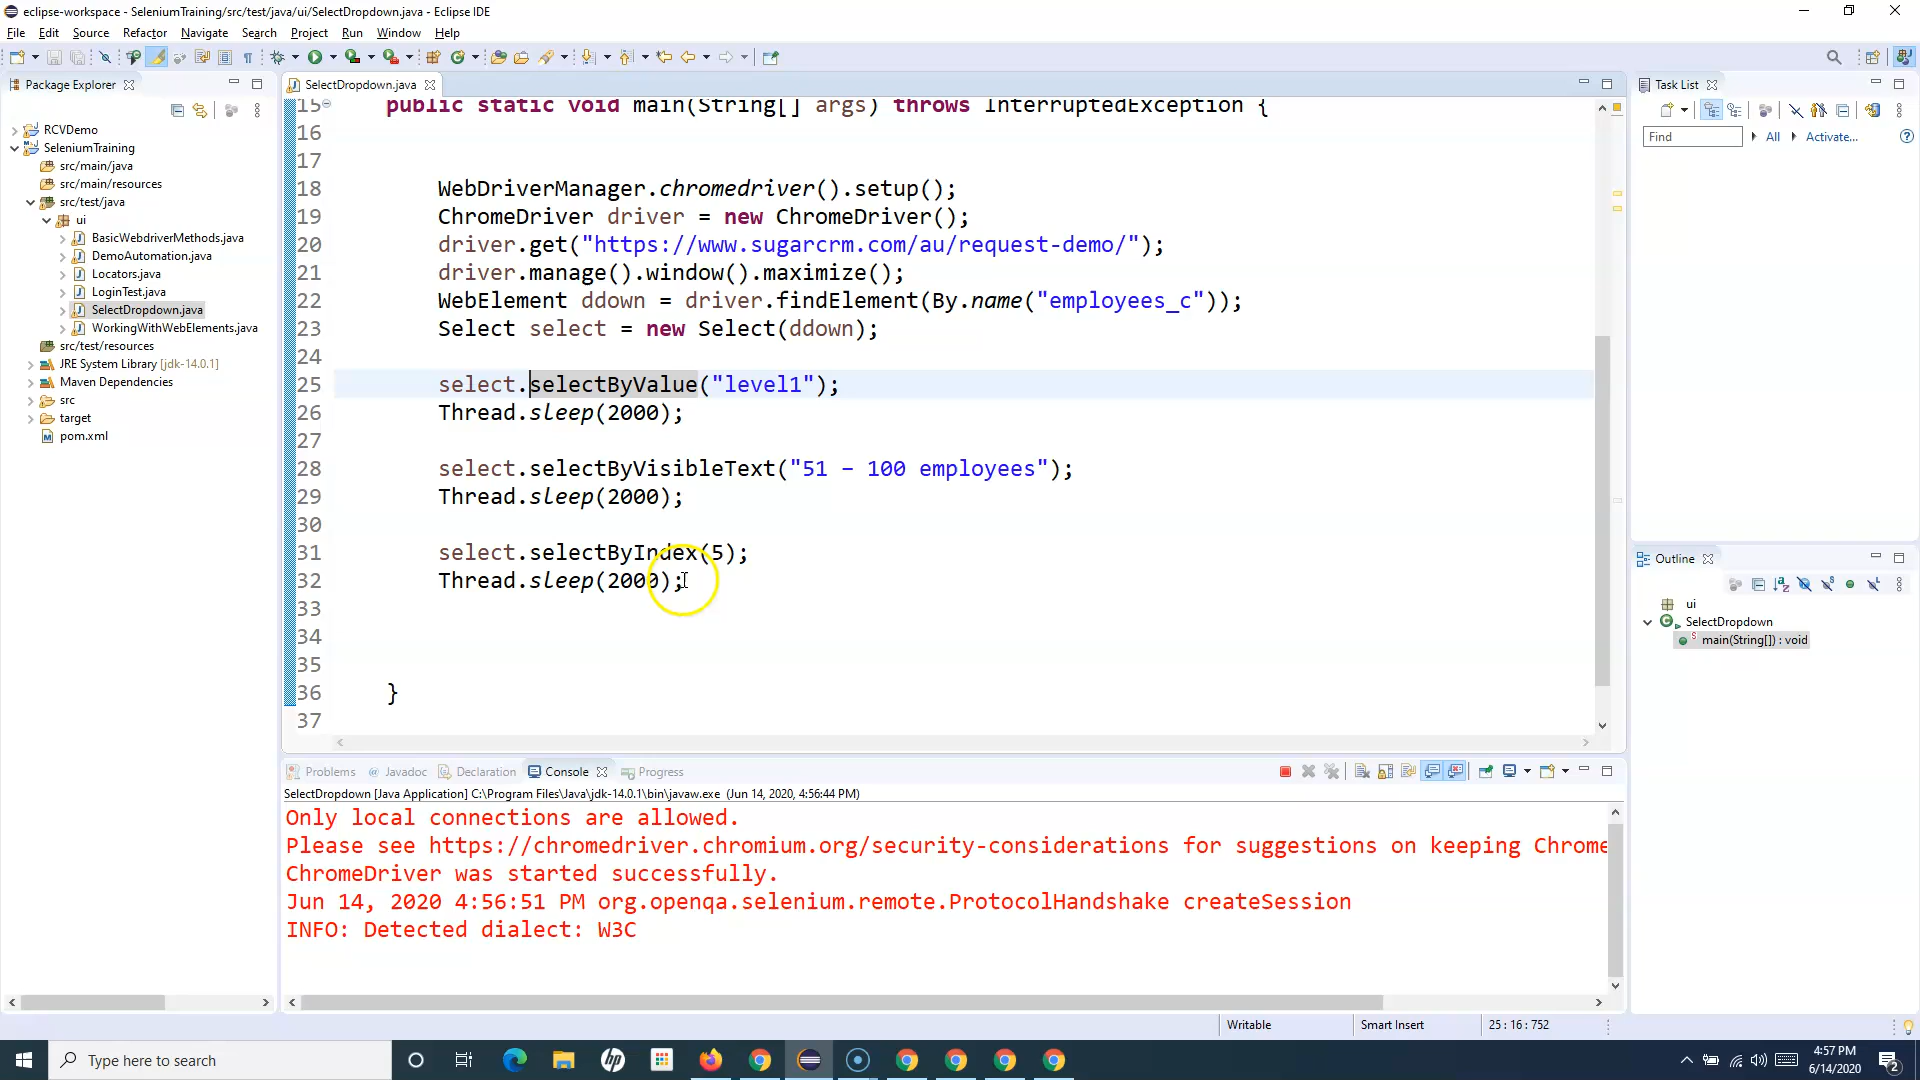 eclipse-workspace - SeleniumTraining/src/test/java/ui/SelectDropdown.java - Eclipse IDE
File Edit Source Refactor Navigate Search Project Run Window Help
Package Explorer
RCVDemo
SeleniumTraining
src/main/java
src/main/resources
src/test/java
ui
BasicWebdriverMethods.java
DemoAutomation.java
Locators.java
LoginTest.java
SelectDropdown.java
WorkingWithWebElements.java
src/test/resources
JRE System Library [jdk-14.0.1]
Maven Dependencies
src
target
pom.xml
SelectDropdown.java
15 public static void main(String[] args) throws InterruptedException {
16
17
18 WebDriverManager.chromedriver().setup();
19 ChromeDriver driver = new ChromeDriver();
20 driver.get("https://www.sugarcrm.com/au/request-demo/");
21 driver.manage().window().maximize();
22 WebElement ddown = driver.findElement(By.name("employees_c"));
23 Select select = new Select(ddown);
24
25 select.selectByValue("level1");
26 Thread.sleep(2000);
27
28 select.selectByVisibleText("51 – 100 employees");
29 Thread.sleep(2000);
30
31 select.selectByIndex(5);
32 Thread.sleep(2000);
33
34
35
36 }
37
Problems Javadoc Declaration Console Progress
SelectDropdown [Java Application] C:\Program Files\Java\jdk-14.0.1\bin\javaw.exe (Jun 14, 2020, 4:56:44 PM)
Only local connections are allowed.
Please see https://chromedriver.chromium.org/security-considerations for suggestions on keeping Chrome
ChromeDriver was started successfully.
Jun 14, 2020 4:56:51 PM org.openqa.selenium.remote.ProtocolHandshake createSession
INFO: Detected dialect: W3C
Task List
Find All Activate...
Outline
ui
SelectDropdown
main(String[]) : void
Writable Smart Insert 25 : 16 : 752
Type here to search
4:57 PM
6/14/2020
2